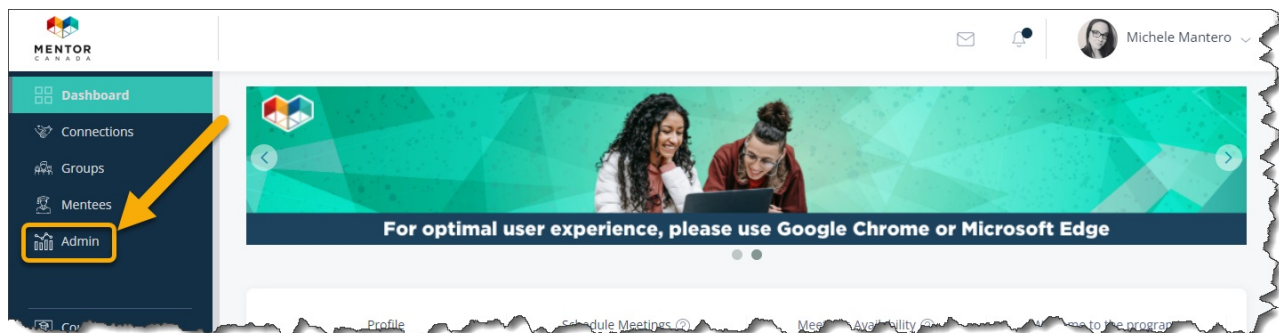 MENTOR
CANADA
Michele Mantero
Dashboard
Connections
Groups
Mentees
Admin
For optimal user experience, please use Google Chrome or Microsoft Edge
Profile
Schedule Meetings